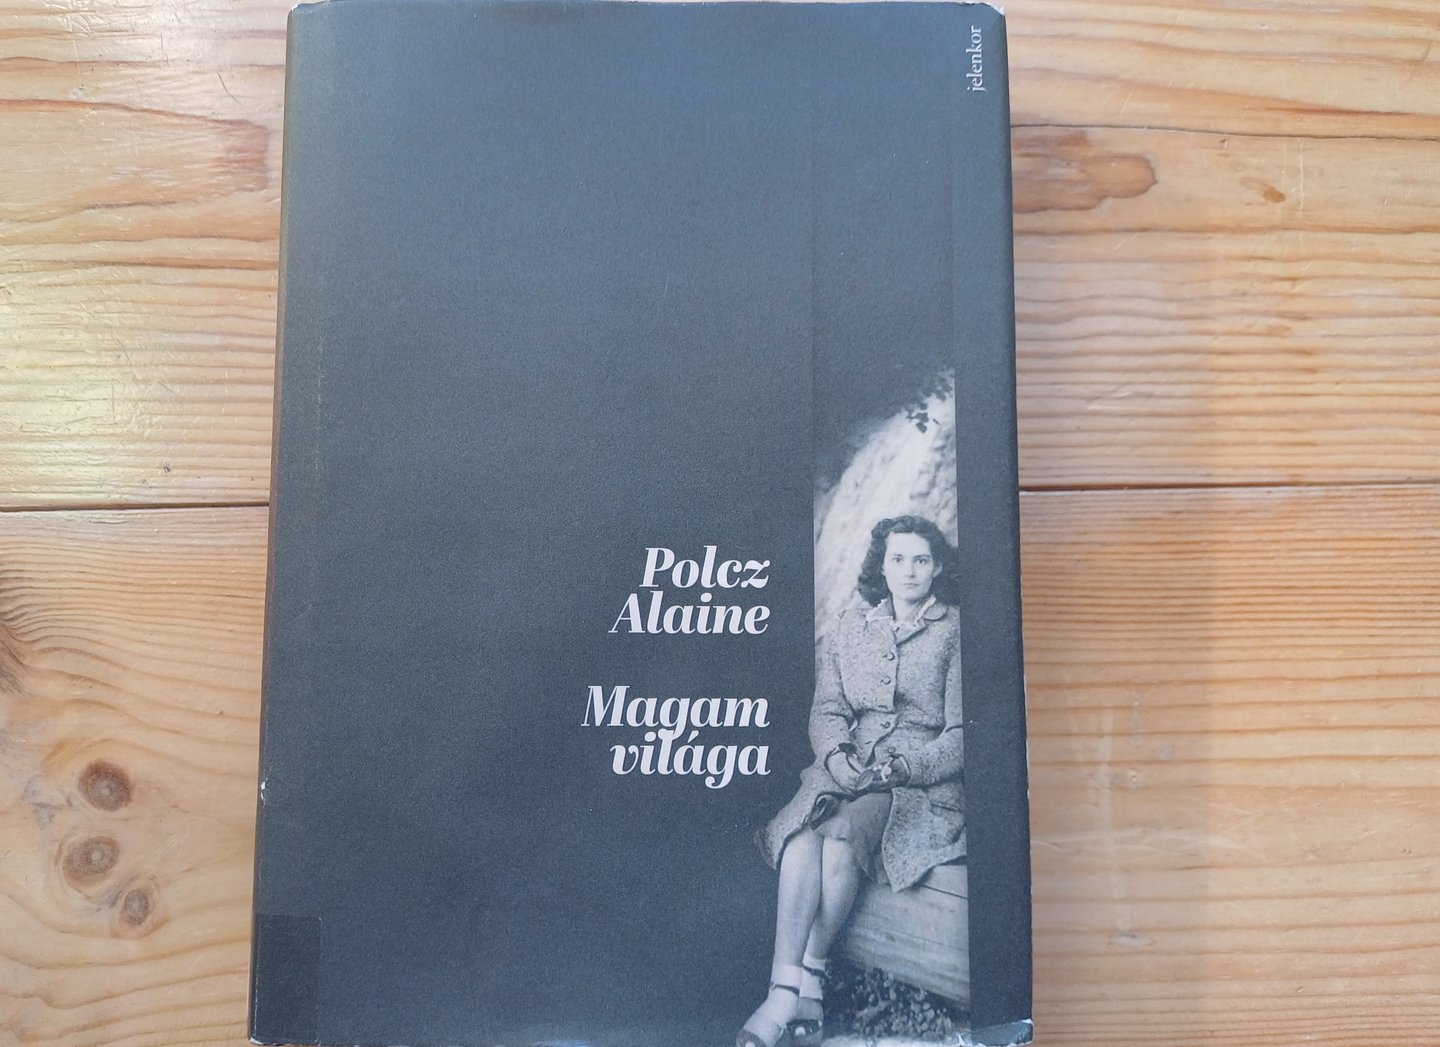 jelenkor
Polcz
Alaine
Magam
világa